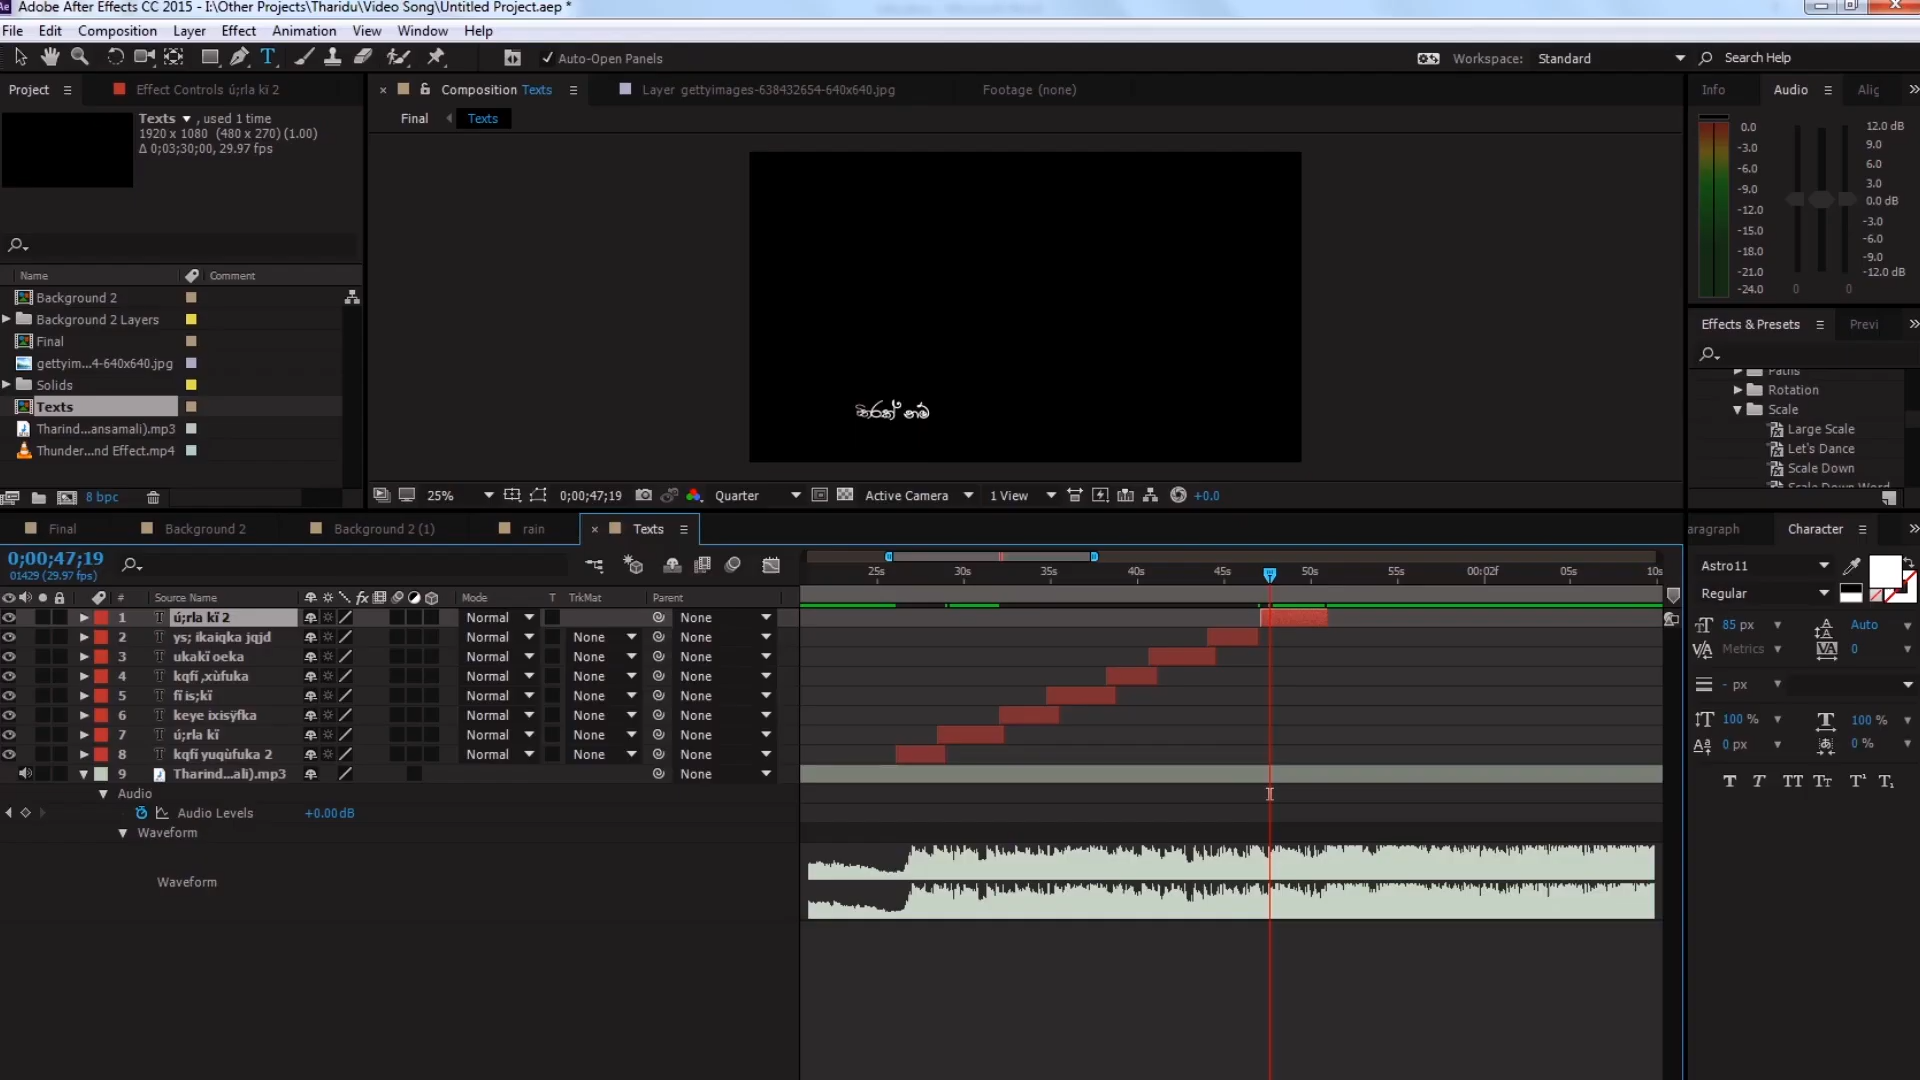 Adobe After Effects CC 2015 - I:\Other Projects\Tharidu\Video Song\Untitled Project.aep *
File Edit Composition Layer Effect Animation View Window Help
Auto-Open Panels
Workspace: Standard
Search Help
Project
Effect Controls ú;rla kï 2
Composition Texts
Layer gettyimages-638432654-640x640.jpg
Footage (none)
Info Audio Alig
Final Texts
Texts , used 1 time
1920 x 1080 (480 x 270) (1.00)
Δ 0;03;30;00, 29.97 fps
0.0 12.0 dB
-3.0 9.0
-6.0 6.0
-9.0 3.0
-12.0 0.0 dB
-15.0 -3.0
-18.0 -6.0
-21.0 -9.0
-24.0 -12.0 dB
0 0
Name Comment
Background 2
Background 2 Layers
Final
gettyim...4-640x640.jpg
Solids
Texts
Tharind...ansamali).mp3
Thunder...nd Effect.mp4
8 bpc
නම්
Effects & Presets Previ
Paths
Rotation
Scale
Large Scale
Let's Dance
Scale Down
Scale Down Word
25% 0;00;47;19 Quarter Active Camera 1 View +0.0
Final Background 2 Background 2 (1) rain Texts
0;00;47;19
01429 (29.97 fps)
25s 30s 35s 40s 45s 50s 55s 00:02f 05s 10s
# Source Name fx Mode T TrkMat Parent
1 T ú;rla kï 2 Normal None
2 T ys; ikaiqka jqjd Normal None None
3 T ukakï oeka Normal None None
4 T kqfï ,xùfuka Normal None None
5 T fï is;kï Normal None None
6 T keye ixisÿfka Normal None None
7 T ú;rla kï Normal None None
8 T kqfï yuqùfuka 2 Normal None None
9 Tharind...ali).mp3 None
Audio
Audio Levels +0.00dB
Waveform
Waveform
aragraph Character
Astro11
Regular
85 px Auto
Metrics 0
- px
100 % 100 %
0 px 0 %
T T TT Tr T¹ T₁